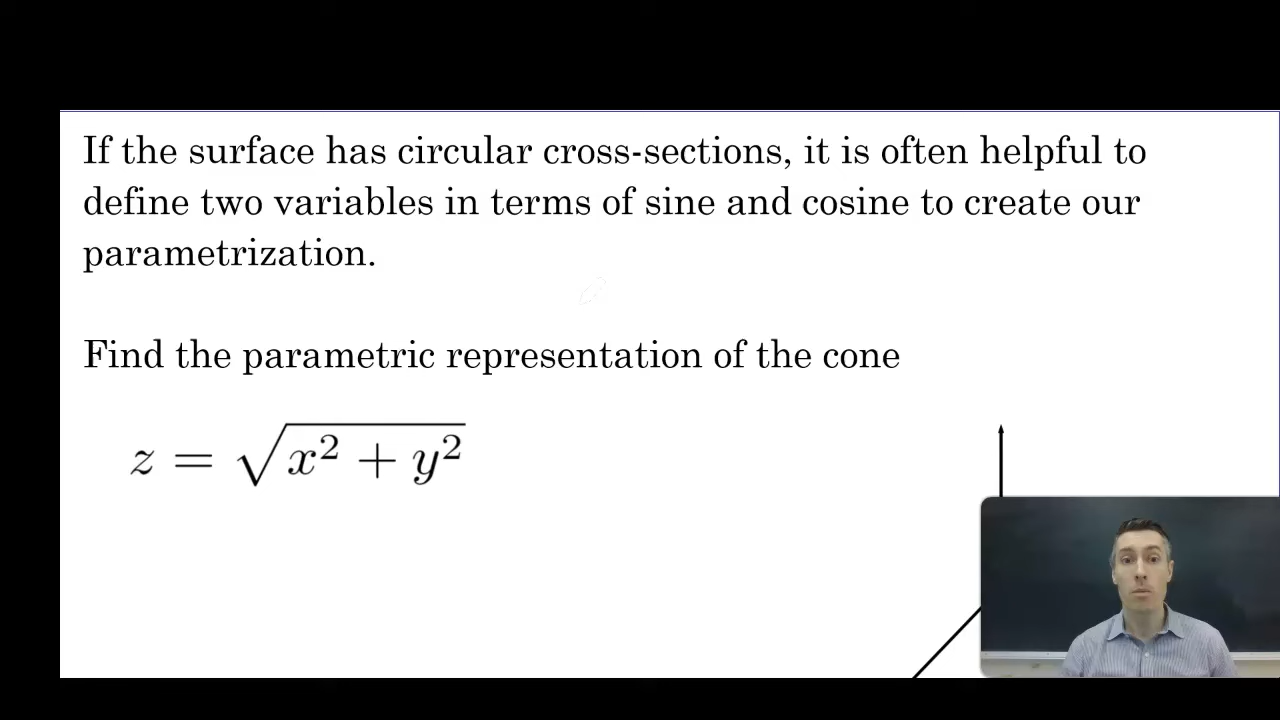 If the surface has circular cross-sections, it is often helpful to
define two variables in terms of sine and cosine to create our
parametrization.
Find the parametric representation of the cone
z = √(x² + y²)